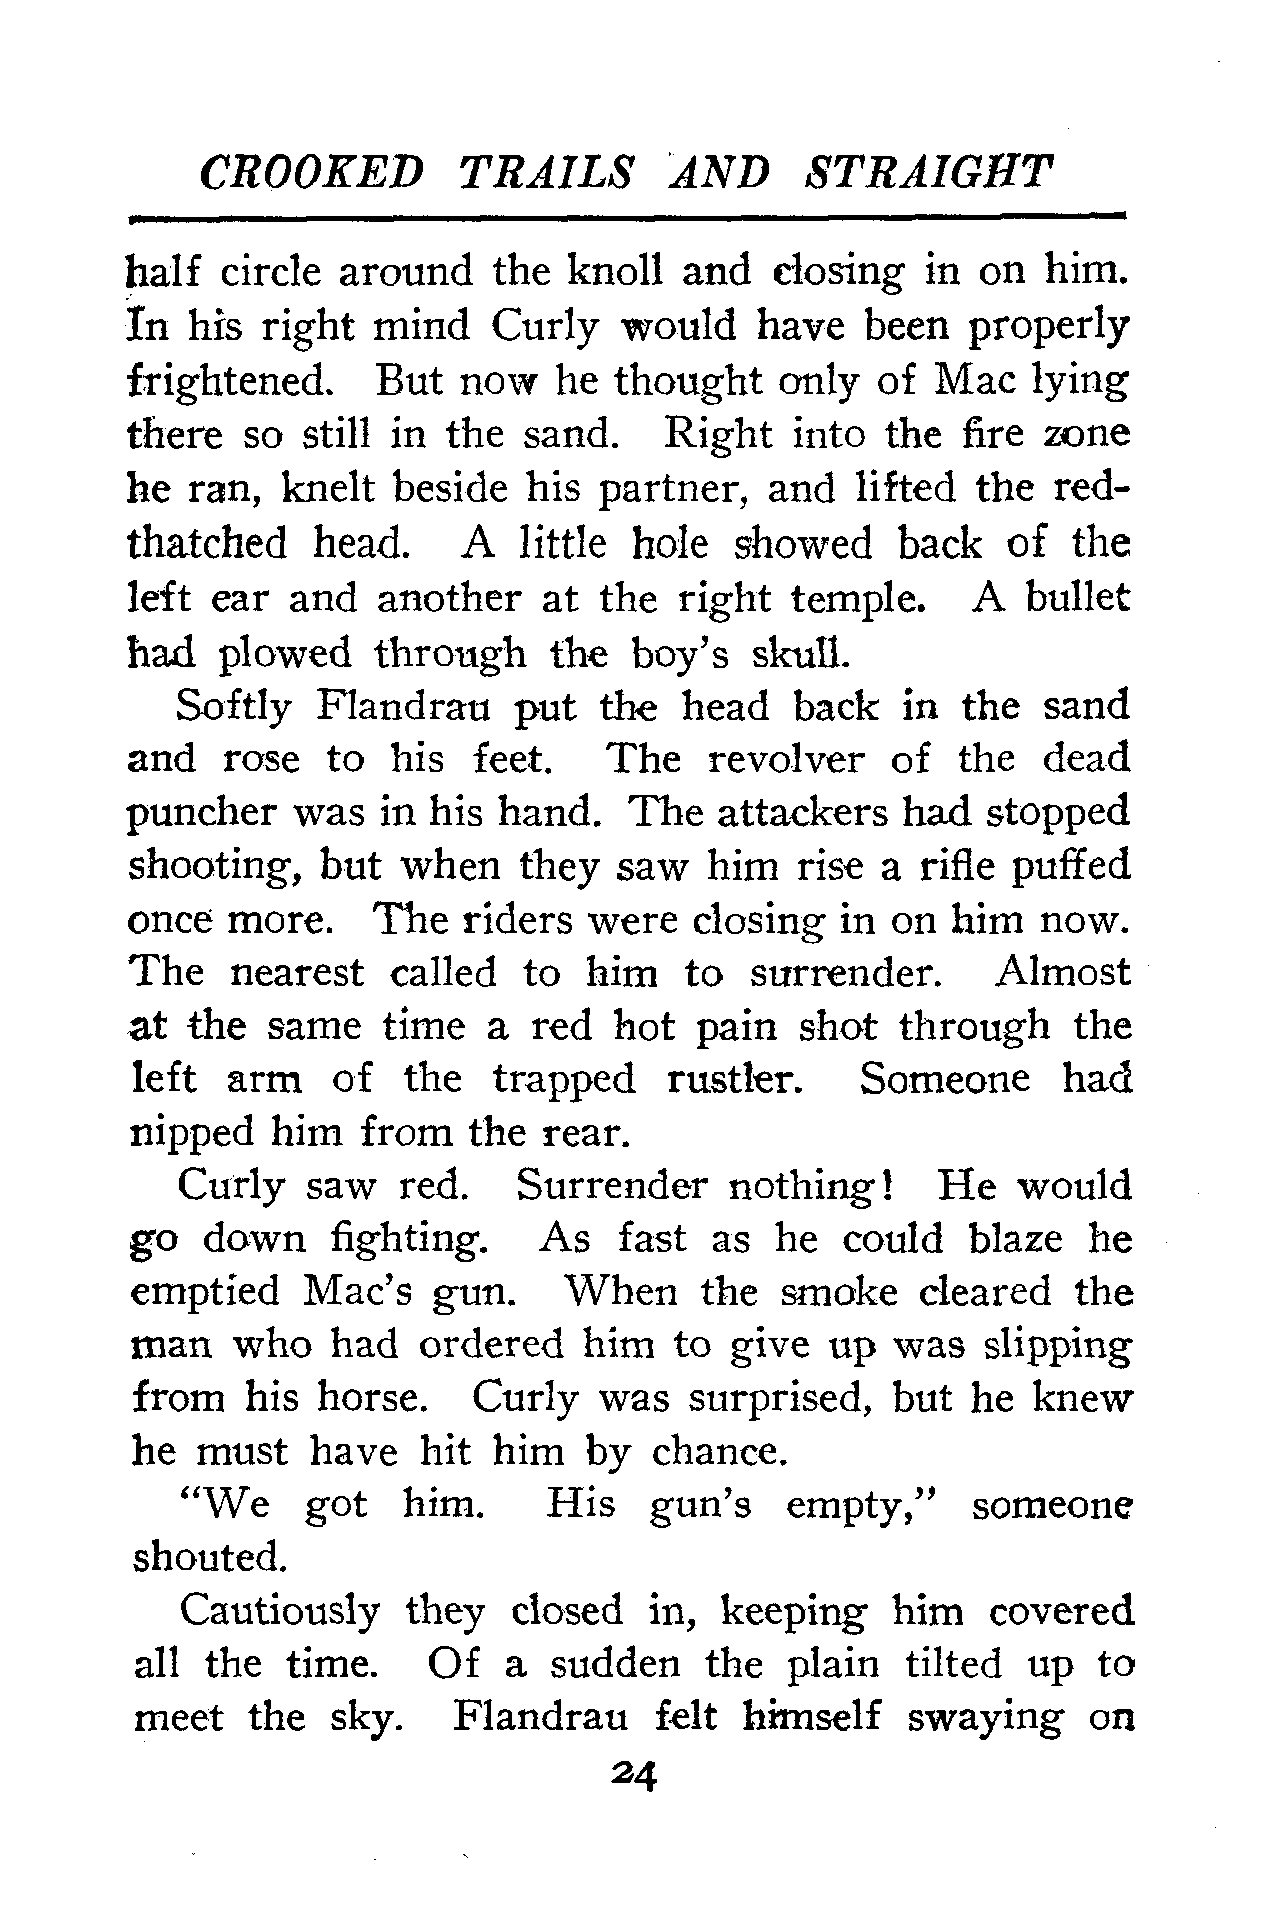 CROOKED TRAILS AND STRAIGHT
half circle around the knoll and closing in on him.
In his right mind Curly would have been properly
frightened. But now he thought only of Mac lying
there so still in the sand. Right into the fire zone
he ran, knelt beside his partner, and lifted the red-
thatched head. A little hole showed back of the
left ear and another at the right temple. A bullet
had plowed through the boy's skull.
Softly Flandrau put the head back in the sand
and rose to his feet. The revolver of the dead
puncher was in his hand. The attackers had stopped
shooting, but when they saw him rise a rifle puffed
once more. The riders were closing in on him now.
The nearest called to him to surrender. Almost
at the same time a red hot pain shot through the
left arm of the trapped rustler. Someone had
nipped him from the rear.
Curly saw red. Surrender nothing! He would
go down fighting. As fast as he could blaze he
emptied Mac's gun. When the smoke cleared the
man who had ordered him to give up was slipping
from his horse. Curly was surprised, but he knew
he must have hit him by chance.
"We got him. His gun's empty," someone
shouted.
Cautiously they closed in, keeping him covered
all the time. Of a sudden the plain tilted up to
meet the sky. Flandrau felt himself swaying on
24